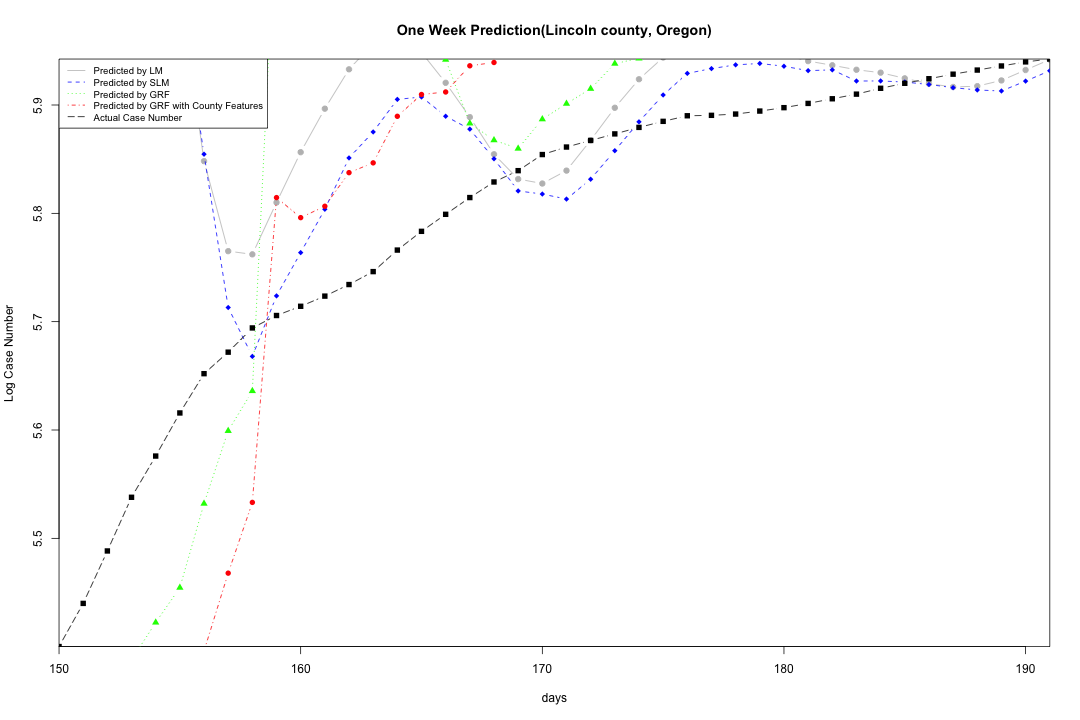 One Week Prediction(Lincoln county, Oregon)
Predicted by LM
Predicted by SLM
Predicted by GRF
Predicted by GRF with County Features
Actual Case Number
5.9
5.8
5.7
5.6
5.5
Log Case Number
150 160 170 180 190
days